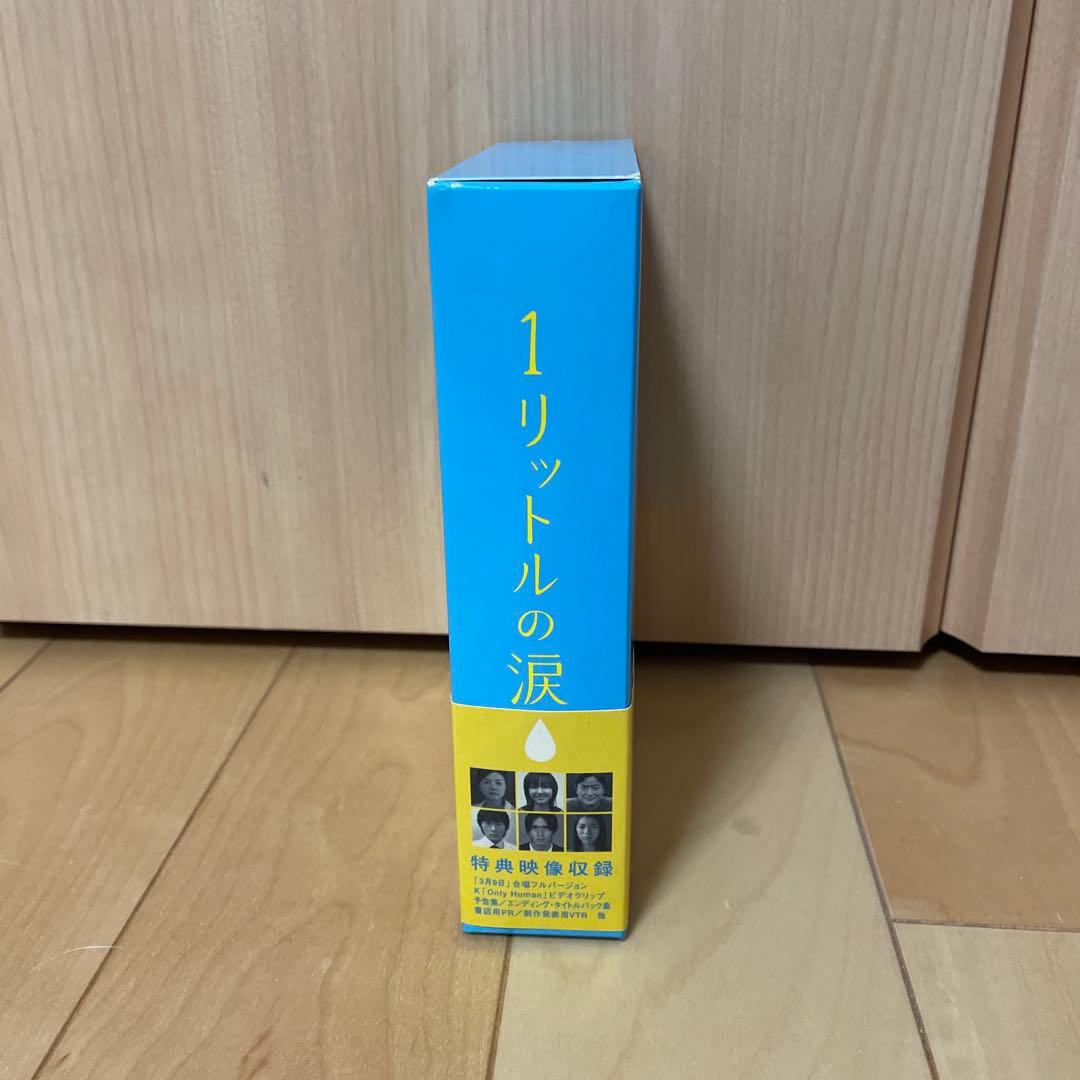 1リットルの涙
特典映像収録
「3月9日」合唱フルバージョン
K「Only Human」ビデオクリップ
予告集／エンディング・タイトルバック集
書店用PR／制作発表用VTR 他